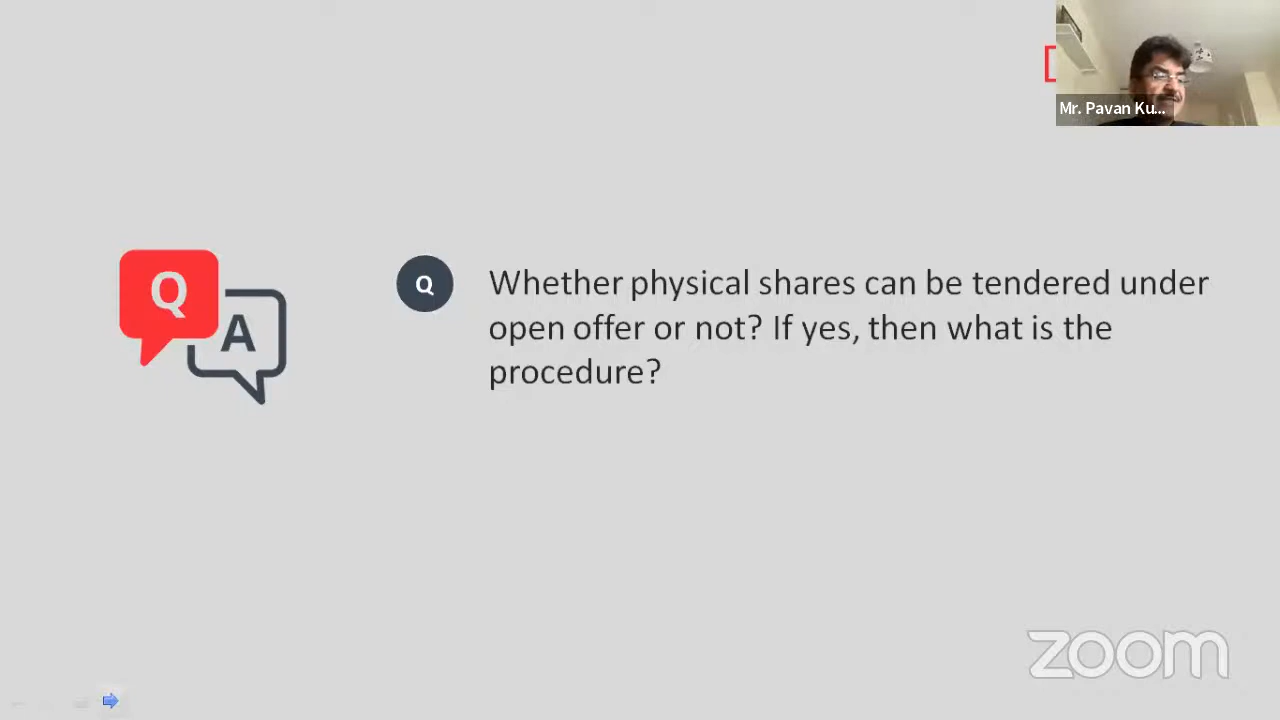 Mr. Pavan Ku...
Q
A
Q
Whether physical shares can be tendered under
open offer or not? If yes, then what is the
procedure?
zoom